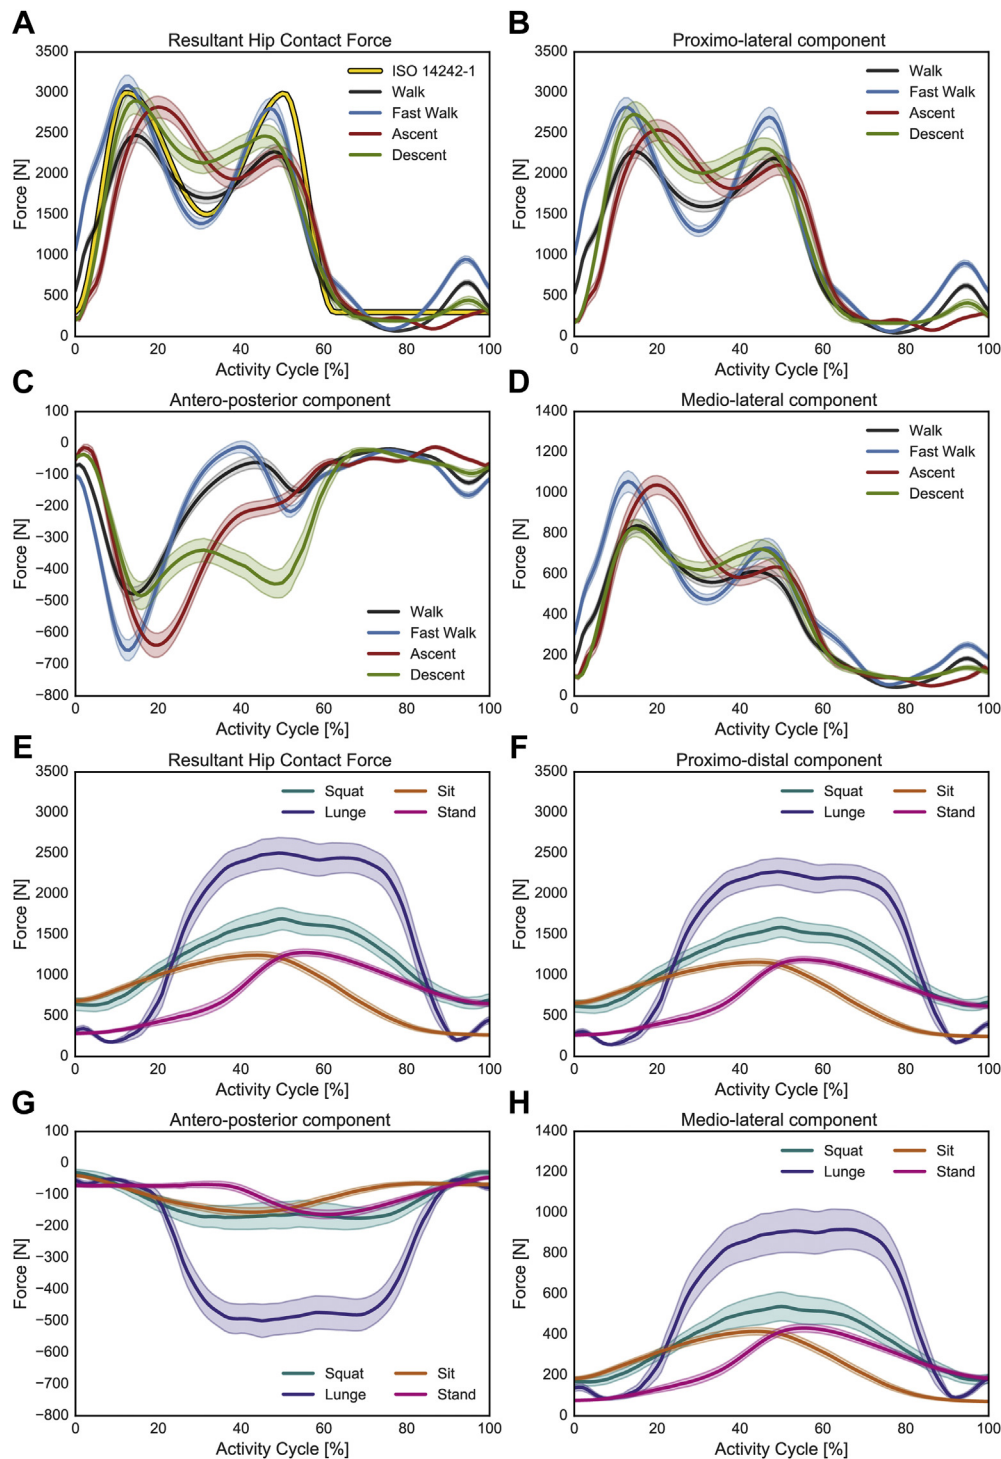 A
Resultant Hip Contact Force
3500
3000
2500
2000
1500
1000
500
0
Force [N]
ISO 14242-1
Walk
Fast Walk
Ascent
Descent
0 20 40 60 80 100
Activity Cycle [%]
B
Proximo-lateral component
3500
3000
2500
2000
1500
1000
500
0
Force [N]
Walk
Fast Walk
Ascent
Descent
0 20 40 60 80 100
Activity Cycle [%]
C
Antero-posterior component
100
0
−100
−200
−300
−400
−500
−600
−700
−800
Force [N]
Walk
Fast Walk
Ascent
Descent
0 20 40 60 80 100
Activity Cycle [%]
D
Medio-lateral component
1400
1200
1000
800
600
400
200
0
Force [N]
Walk
Fast Walk
Ascent
Descent
0 20 40 60 80 100
Activity Cycle [%]
E
Resultant Hip Contact Force
3500
3000
2500
2000
1500
1000
500
0
Force [N]
Squat Sit
Lunge Stand
0 20 40 60 80 100
Activity Cycle [%]
F
Proximo-distal component
3500
3000
2500
2000
1500
1000
500
0
Force [N]
Squat Sit
Lunge Stand
0 20 40 60 80 100
Activity Cycle [%]
G
Antero-posterior component
100
0
−100
−200
−300
−400
−500
−600
−700
−800
Force [N]
Squat Sit
Lunge Stand
0 20 40 60 80 100
Activity Cycle [%]
H
Medio-lateral component
1400
1200
1000
800
600
400
200
0
Force [N]
Squat Sit
Lunge Stand
0 20 40 60 80 100
Activity Cycle [%]